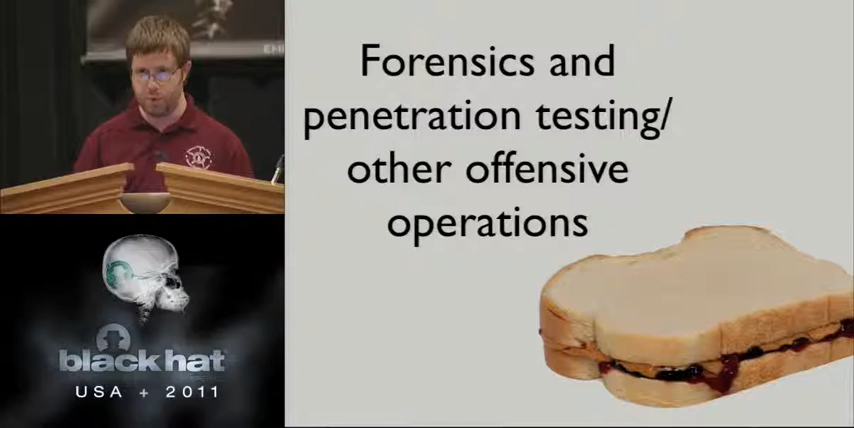 Forensics and
penetration testing/
other offensive
operations
black hat
USA + 2011